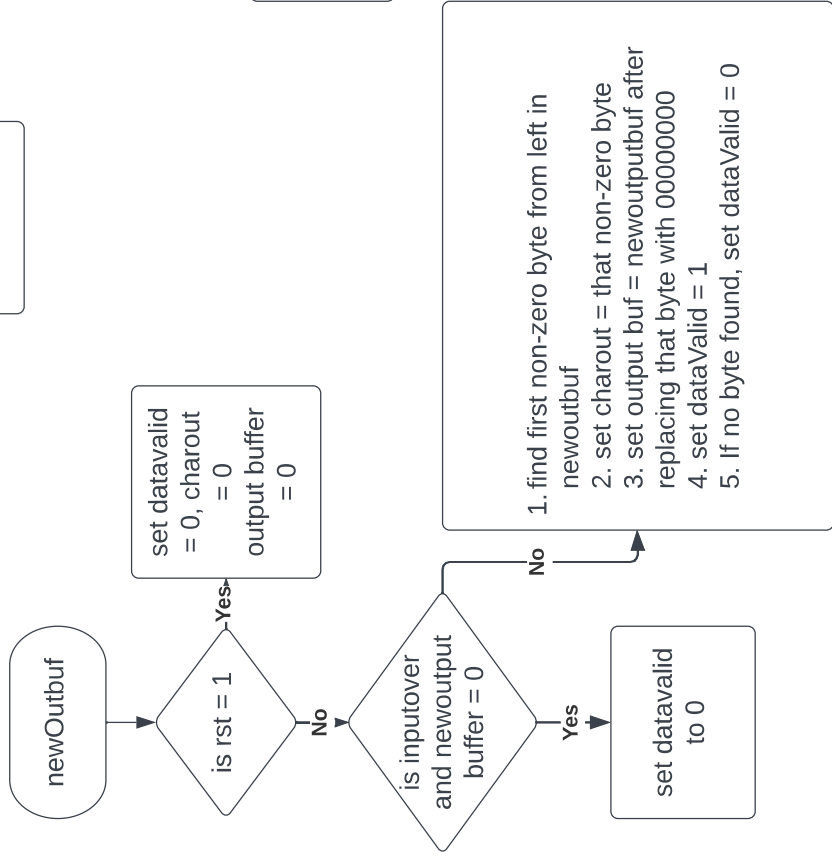 newOutbuf
is rst = 1
Yes
set datavalid
= 0, charout
= 0
output buffer
= 0
No
is inputover
and newoutput
buffer = 0
Yes
set datavalid
to 0
No
1. find first non-zero byte from left in
newoutbuf
2. set charout = that non-zero byte
3. set output buf = newoutputbuf after
replacing that byte with 00000000
4. set dataValid = 1
5. If no byte found, set dataValid = 0